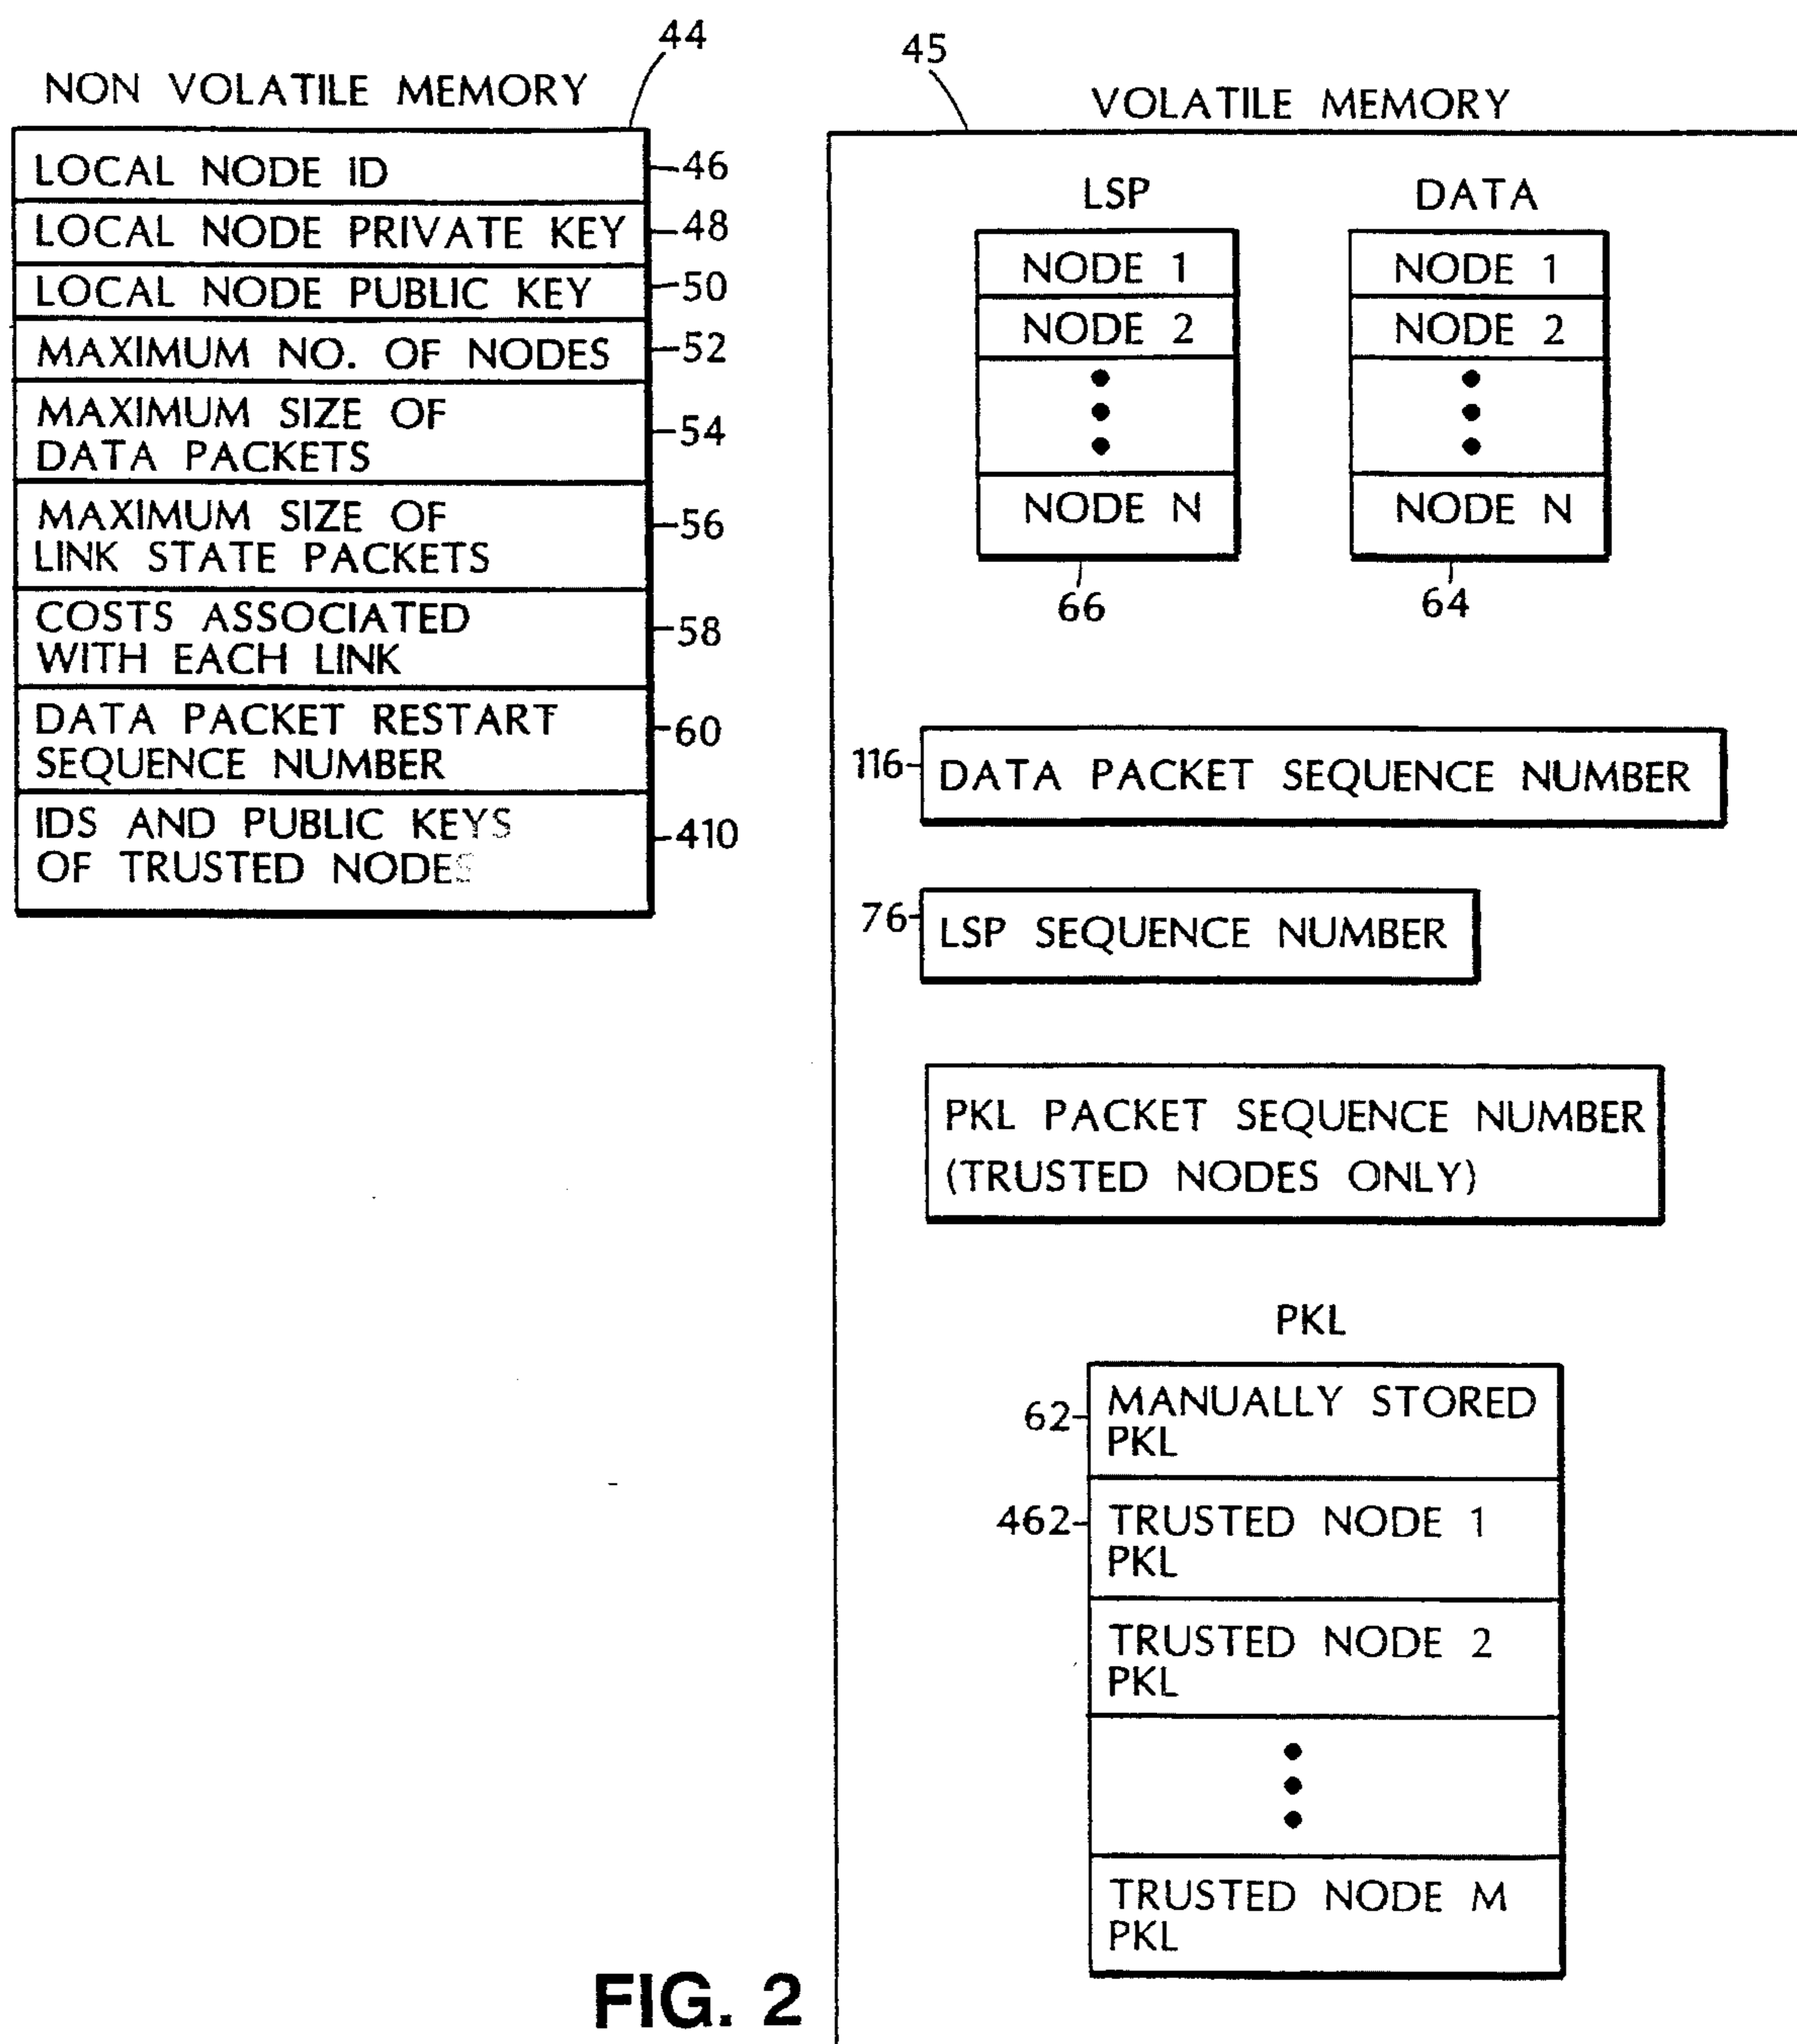 44
NON VOLATILE MEMORY
LOCAL NODE ID
46
LOCAL NODE PRIVATE KEY
48
LOCAL NODE PUBLIC KEY
50
MAXIMUM NO. OF NODES
52
MAXIMUM SIZE OF
DATA PACKETS
54
MAXIMUM SIZE OF
LINK STATE PACKETS
56
COSTS ASSOCIATED
WITH EACH LINK
58
DATA PACKET RESTART
SEQUENCE NUMBER
60
IDS AND PUBLIC KEYS
OF TRUSTED NODES
410
45
VOLATILE MEMORY
LSP
NODE 1
NODE 2
NODE N
66
DATA
NODE 1
NODE 2
NODE N
64
116
DATA PACKET SEQUENCE NUMBER
76
LSP SEQUENCE NUMBER
PKL PACKET SEQUENCE NUMBER
(TRUSTED NODES ONLY)
PKL
62
MANUALLY STORED
PKL
462
TRUSTED NODE 1
PKL
TRUSTED NODE 2
PKL
TRUSTED NODE M
PKL
FIG. 2